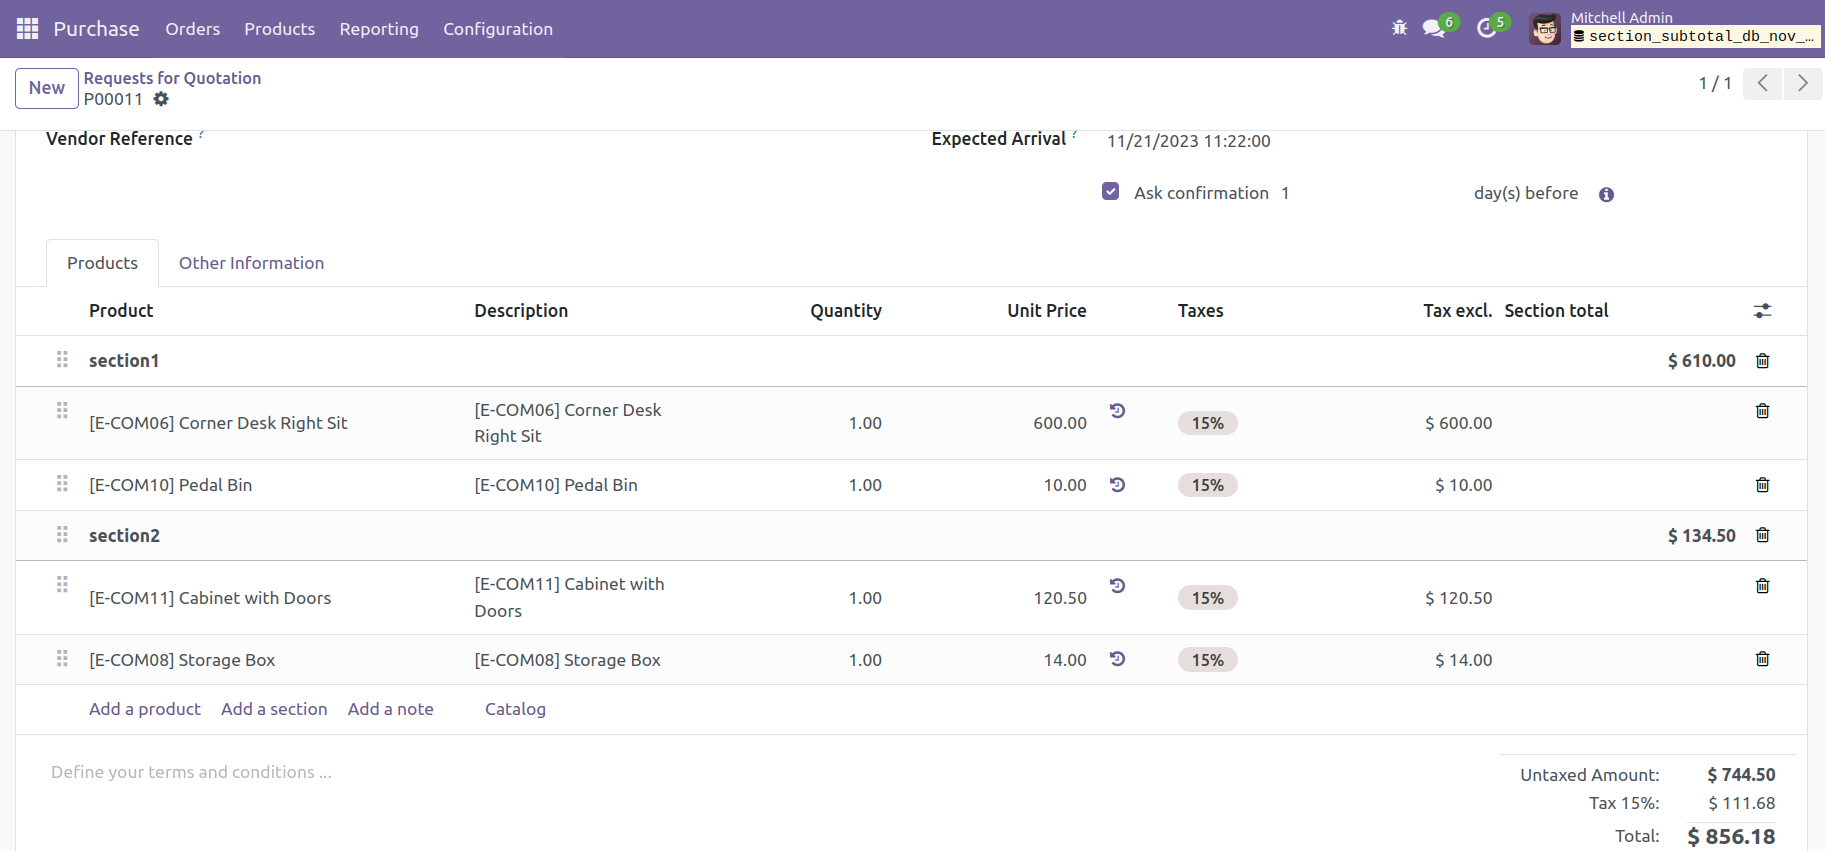 Purchase Orders Products Reporting Configuration 6 5 Mitchell Admin
section_subtotal_db_nov_...
New Requests for Quotation 1 / 1
P00011
Vendor Reference ? Expected Arrival ? 11/21/2023 11:22:00
Ask confirmation 1 day(s) before
Products Other Information
Product Description Quantity Unit Price Taxes Tax excl. Section total
section1 $ 610.00
[E-COM06] Corner Desk Right Sit [E-COM06] Corner Desk Right Sit 1.00 600.00 15% $ 600.00
[E-COM10] Pedal Bin [E-COM10] Pedal Bin 1.00 10.00 15% $ 10.00
section2 $ 134.50
[E-COM11] Cabinet with Doors [E-COM11] Cabinet with Doors 1.00 120.50 15% $ 120.50
[E-COM08] Storage Box [E-COM08] Storage Box 1.00 14.00 15% $ 14.00
Add a product Add a section Add a note Catalog
Define your terms and conditions ...
Untaxed Amount: $ 744.50
Tax 15%: $ 111.68
Total: $ 856.18